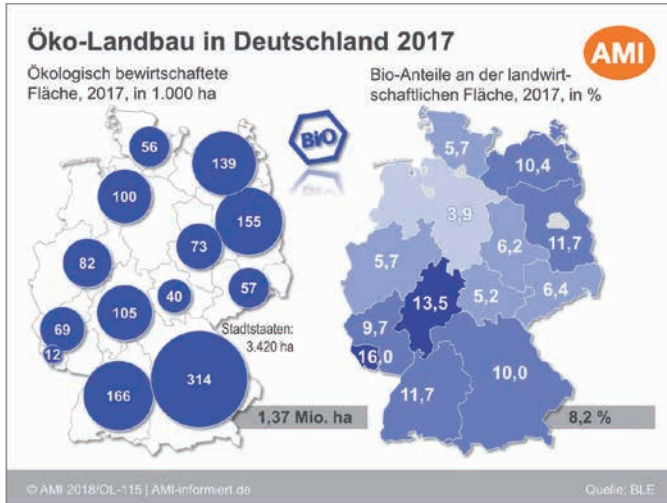 Öko-Landbau in Deutschland 2017
AMI
Ökologisch bewirtschaftete
Fläche, 2017, in 1.000 ha
Bio
56
139
100
155
73
82
57
40
105
69
12
Stadtstaaten:
3.420 ha
314
166
1,37 Mio. ha
Bio-Anteile an der landwirt-
schaftlichen Fläche, 2017, in %
5,7
10,4
3,9
11,7
6,2
5,7
6,4
5,2
13,5
9,7
16,0
10,0
11,7
8,2 %
© AMI 2018/OL-115 | AMI-informiert.de
Quelle: BLE